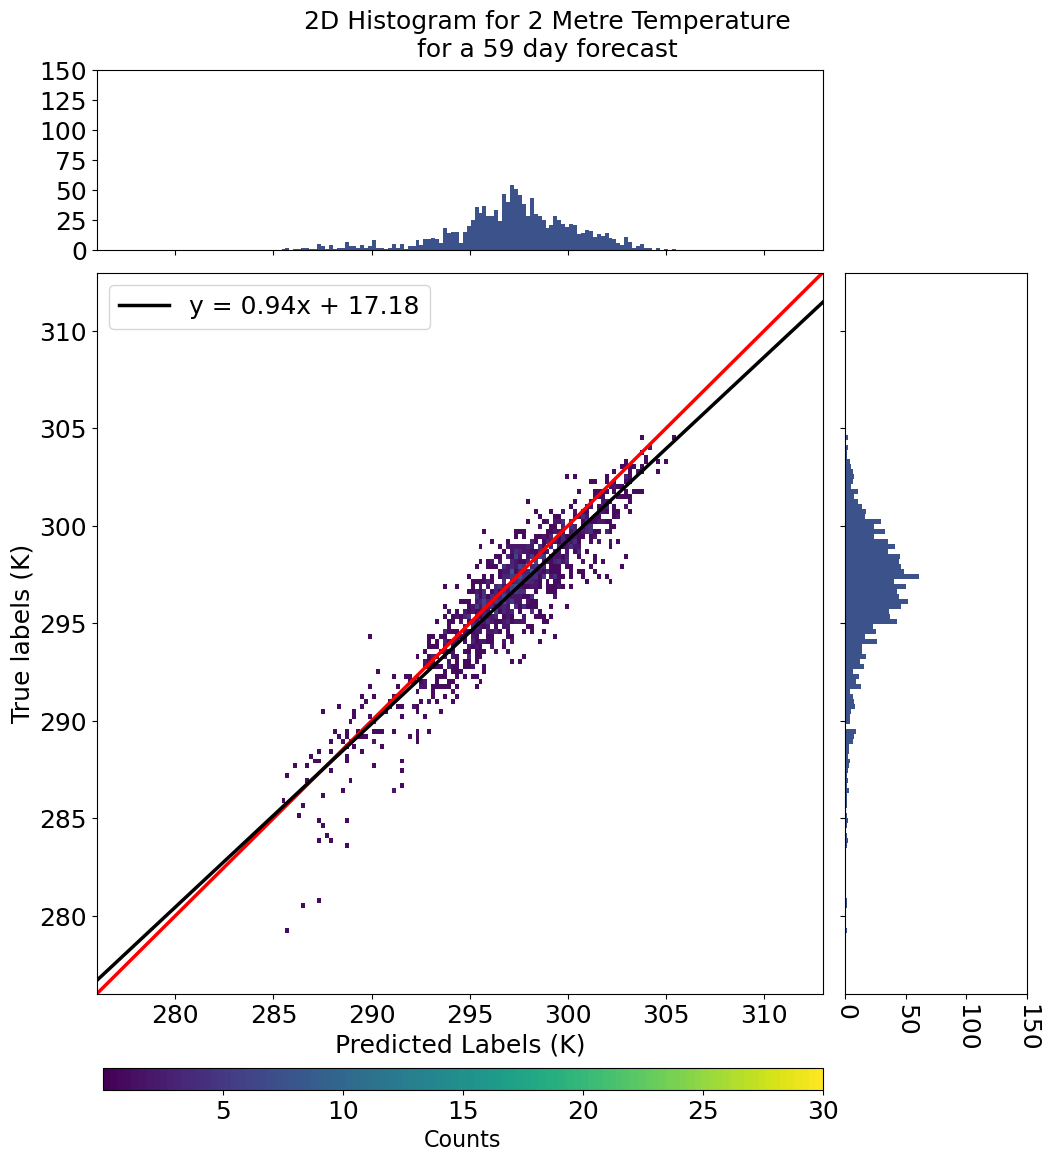 2D Histogram for 2 Metre Temperature
for a 59 day forecast
150
125
100
75
50
25
0
y = 0.94x + 17.18
310
305
300
295
290
285
280
True labels (K)
280 285 290 295 300 305 310
Predicted Labels (K)
0 50 100 150
5 10 15 20 25 30
Counts